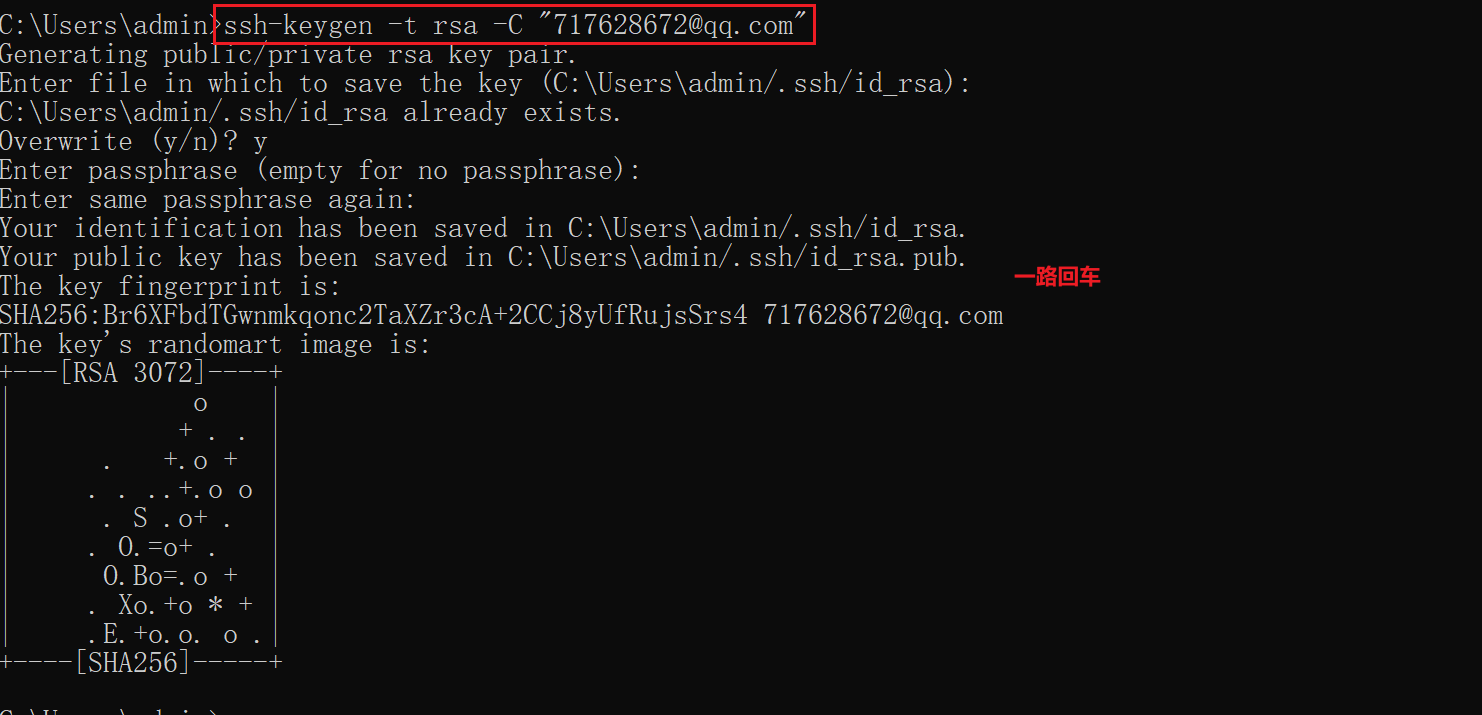 C:\Users\admin>ssh-keygen -t rsa -C "717628672@qq.com"
Generating public/private rsa key pair.
Enter file in which to save the key (C:\Users\admin/.ssh/id_rsa):
C:\Users\admin/.ssh/id_rsa already exists.
Overwrite (y/n)? y
Enter passphrase (empty for no passphrase):
Enter same passphrase again:
Your identification has been saved in C:\Users\admin/.ssh/id_rsa.
Your public key has been saved in C:\Users\admin/.ssh/id_rsa.pub.
一路回车
The key fingerprint is:
SHA256:Br6XFbdTGwnmkqonc2TaXZr3cA+2CCj8yUfRujsSrs4 717628672@qq.com
The key's randomart image is:
+---[RSA 3072]----+
|            o    |
|           + . . |
|      .   +.o +  |
|     . . ..+.o o |
|      . S .o+ .  |
|     . O.=o+ .   |
|      O.Bo=.o +  |
|     . Xo.+o * + |
|     .E.+o.o. o .|
+----[SHA256]-----+